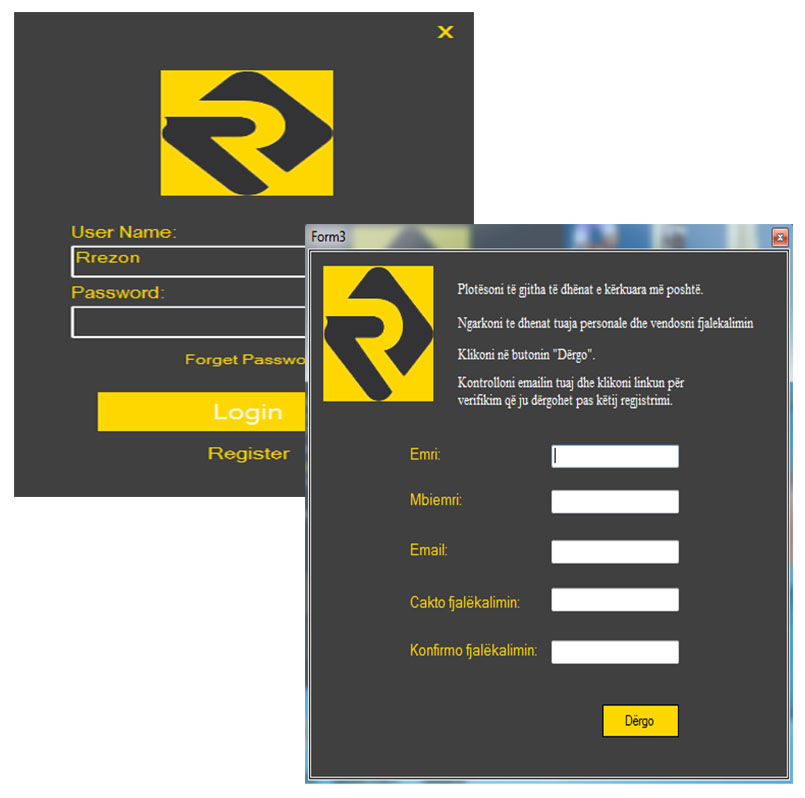 x
User Name:
Rrezon
Password:
Forget Passwo
Login
Register
Form3
x
Plotësoni të gjitha të dhënat e kërkuara më poshtë.
Ngarkoni te dhenat tuaja personale dhe vendosni fjalekalimin
Klikoni në butonin "Dërgo".
Kontrolloni emailin tuaj dhe klikoni linkun për
verifikim që ju dërgohet pas këtij regjistrimi.
Emri:
Mbiemri:
Email:
Cakto fjalëkalimin:
Konfirmo fjalëkalimin:
Dërgo